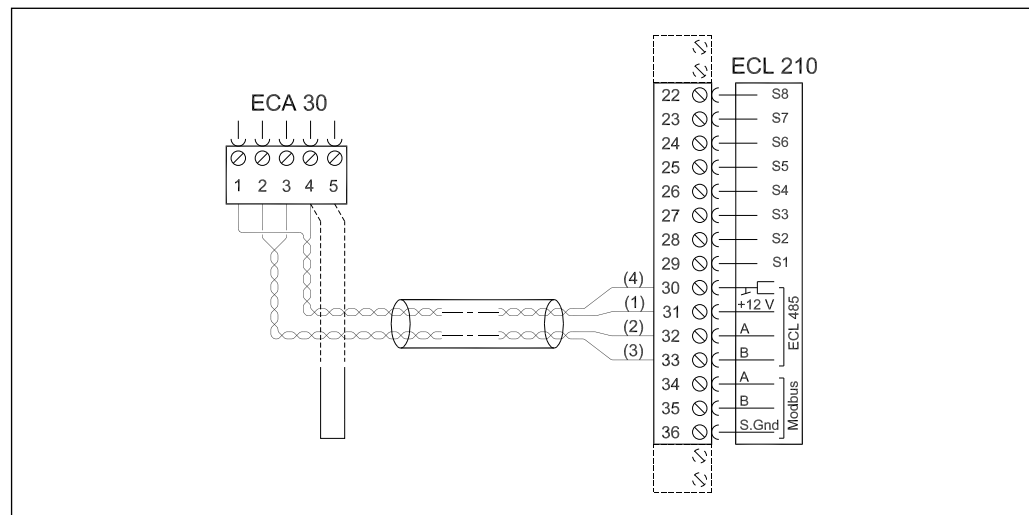 ECA 30
1 2 3 4 5
ECL 210
22 S8
23 S7
24 S6
25 S5
26 S4
27 S3
28 S2
29 S1
(4) 30
(1) 31 +12 V
(2) 32 A
(3) 33 B
ECL 485
34 A
35 B
36 S.Gnd
Modbus